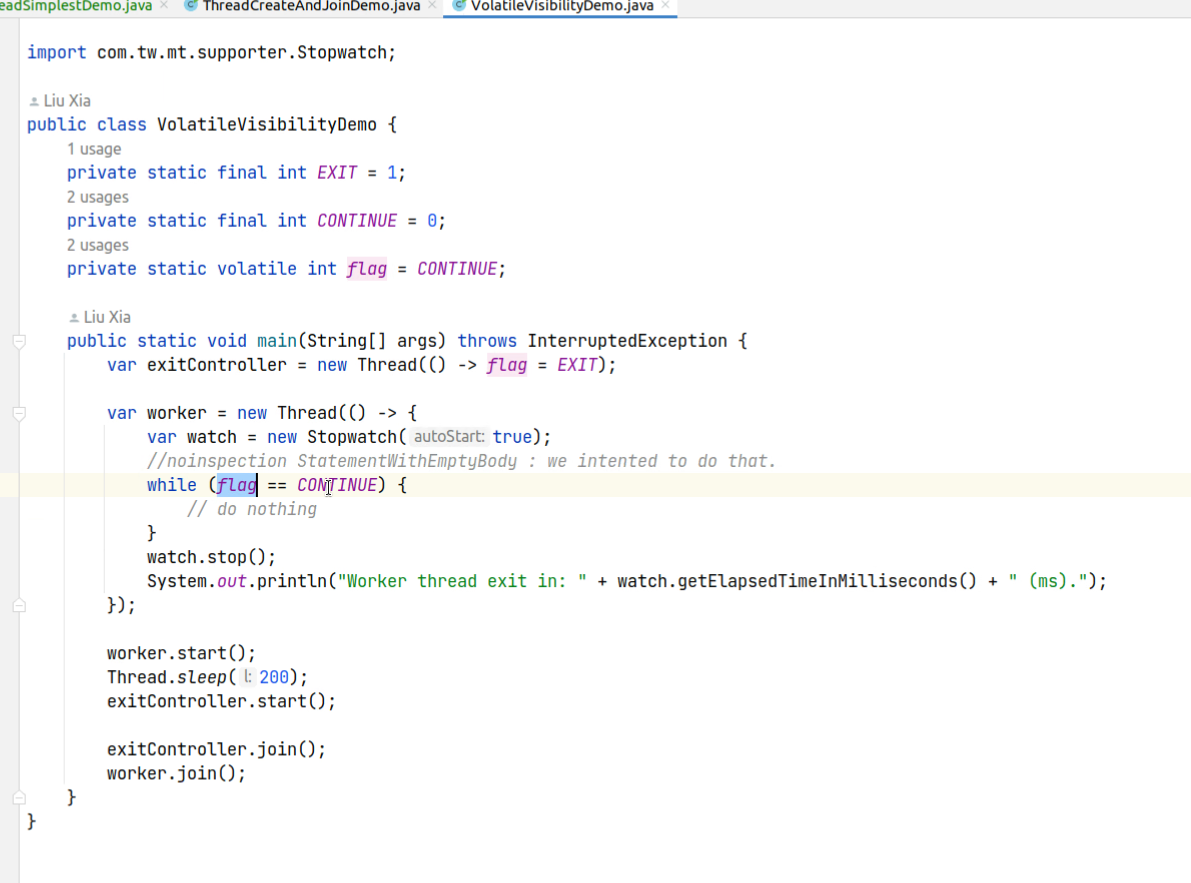 eadSimplestDemo.java × ThreadCreateAndJoinDemo.java × VolatileVisibilityDemo.java ×
import com.tw.mt.supporter.Stopwatch;
Liu Xia
public class VolatileVisibilityDemo {
1 usage
private static final int EXIT = 1;
2 usages
private static final int CONTINUE = 0;
2 usages
private static volatile int flag = CONTINUE;
Liu Xia
public static void main(String[] args) throws InterruptedException {
var exitController = new Thread(() -> flag = EXIT);
var worker = new Thread(() -> {
var watch = new Stopwatch( autoStart: true);
//noinspection StatementWithEmptyBody : we intented to do that.
while (flag == CONTINUE) {
// do nothing
}
watch.stop();
System.out.println("Worker thread exit in: " + watch.getElapsedTimeInMilliseconds() + " (ms).");
});
worker.start();
Thread.sleep( l: 200);
exitController.start();
exitController.join();
worker.join();
}
}